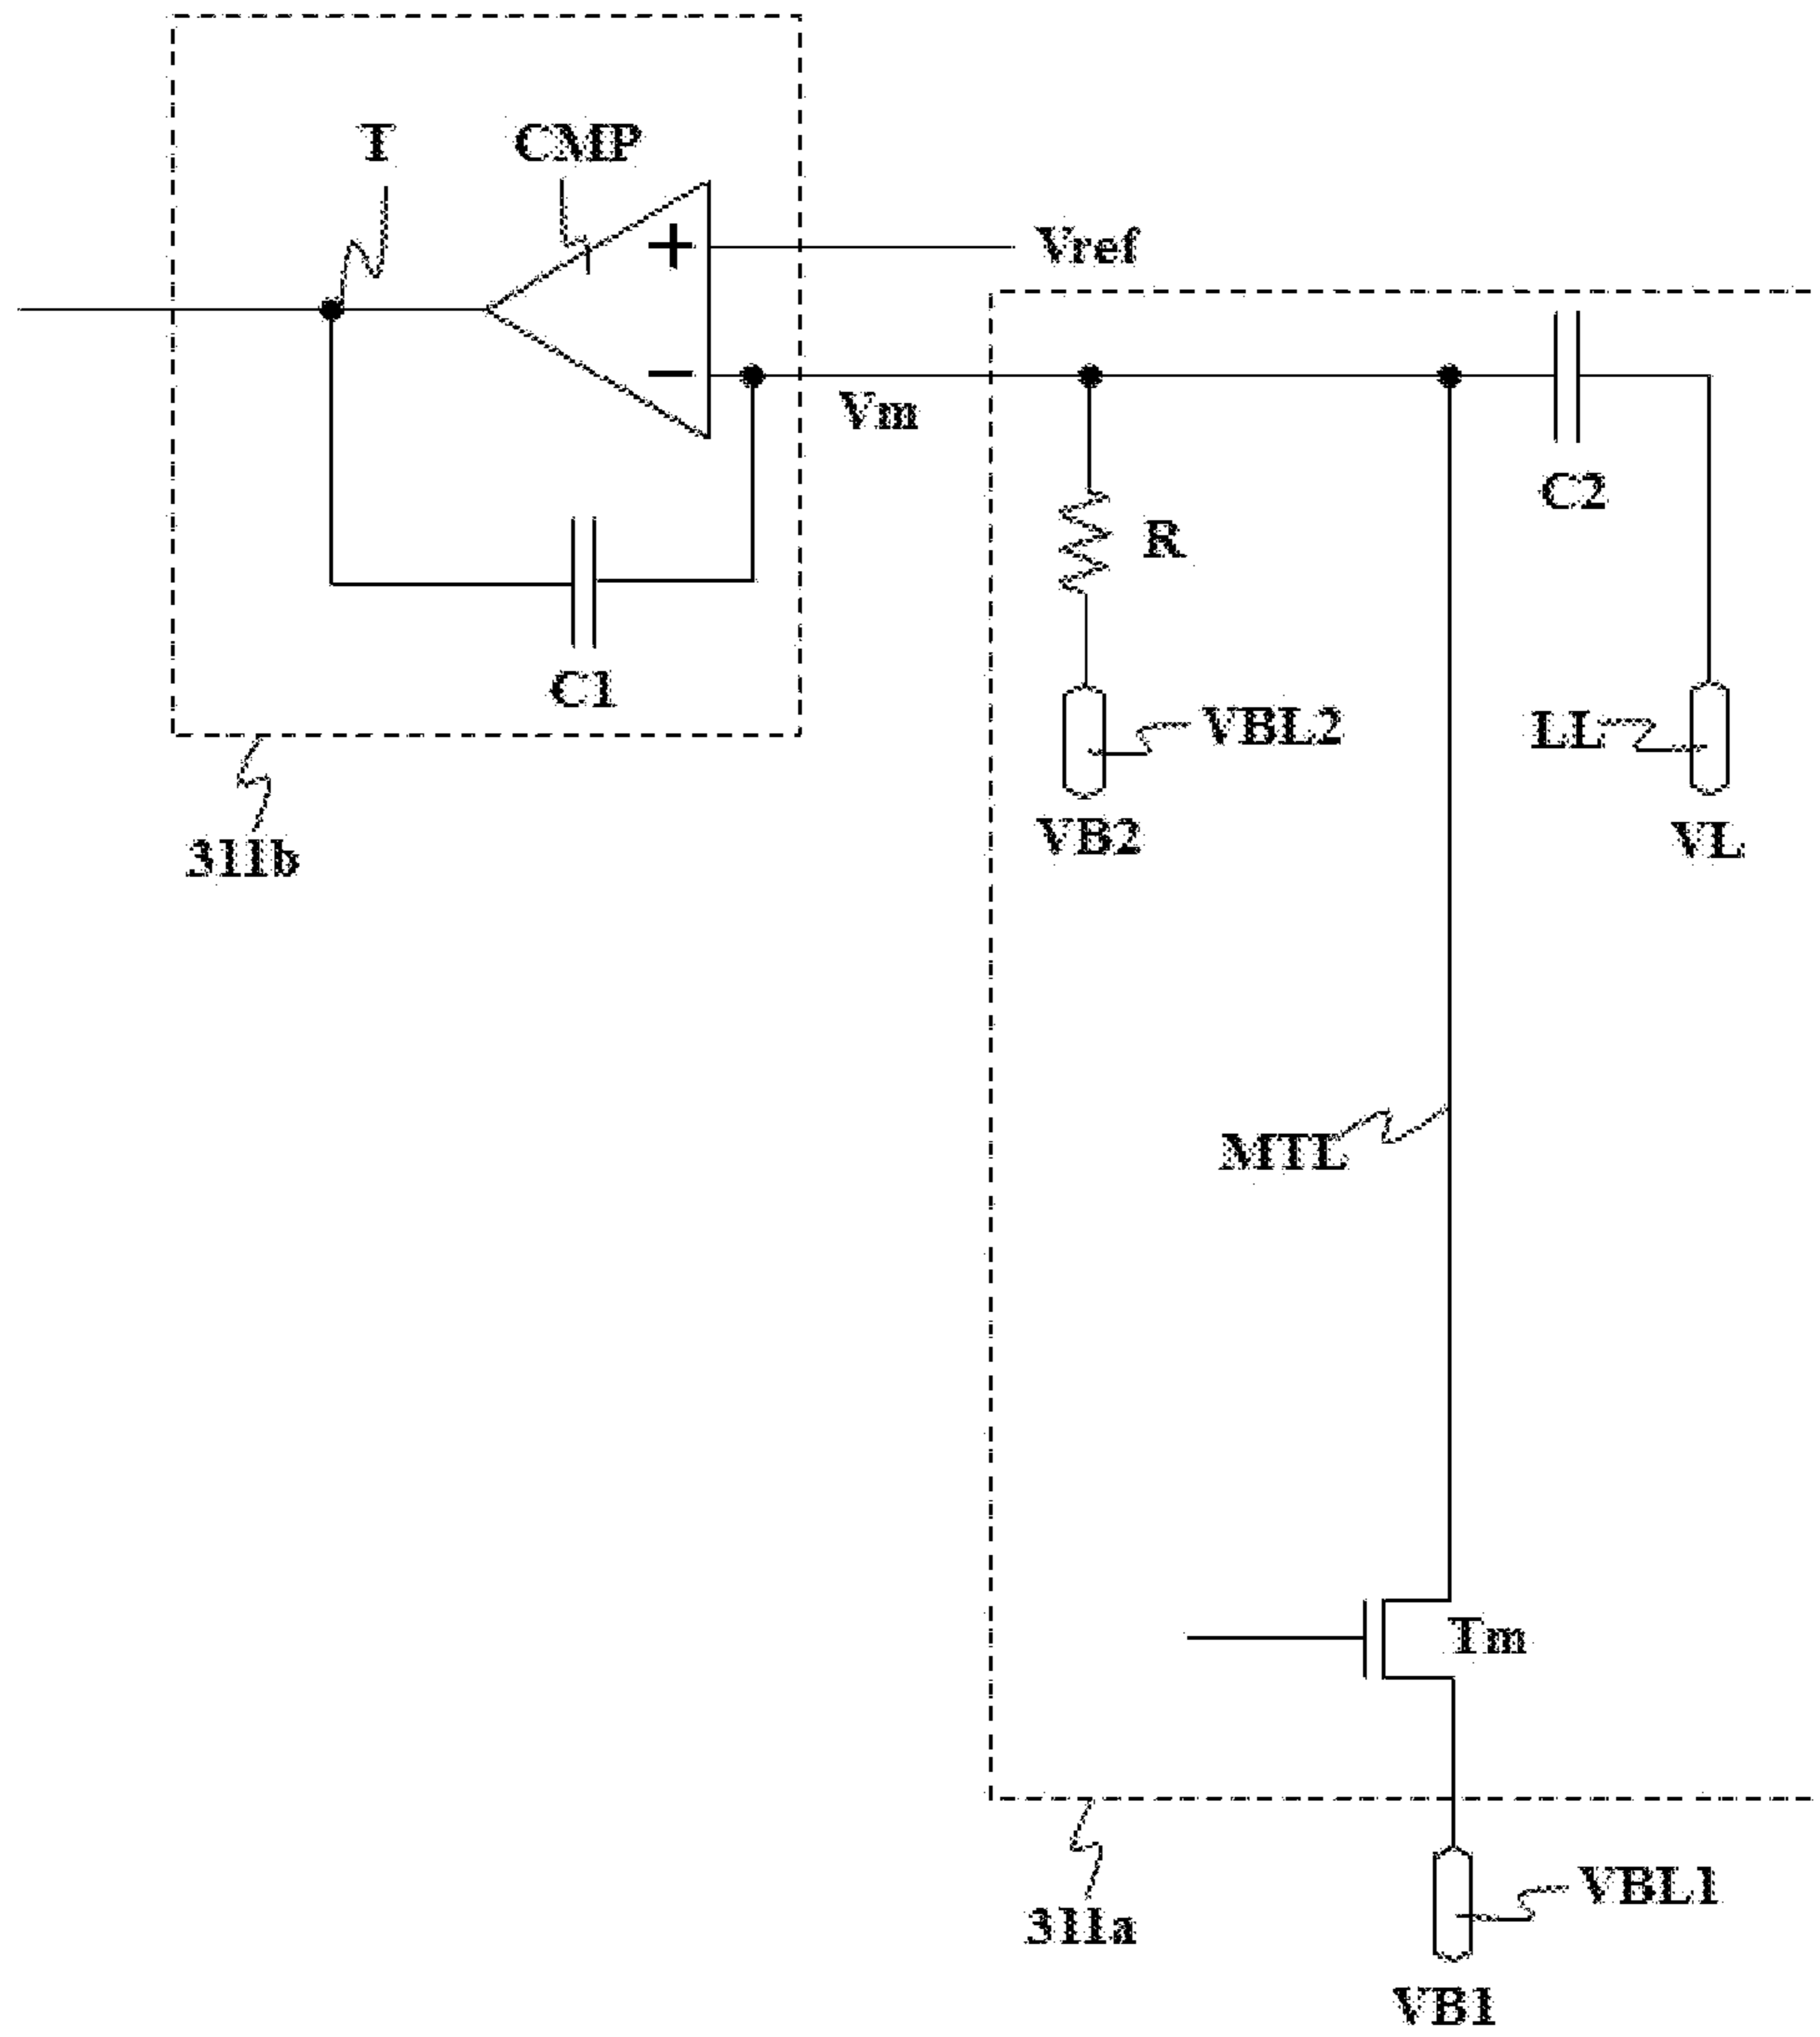 T
CMP
+
Vref
−
Vm
C2
R
C1
VBL2
LL
VB2
VL
311b
MTL
Tm
VBL1
311a
VB1